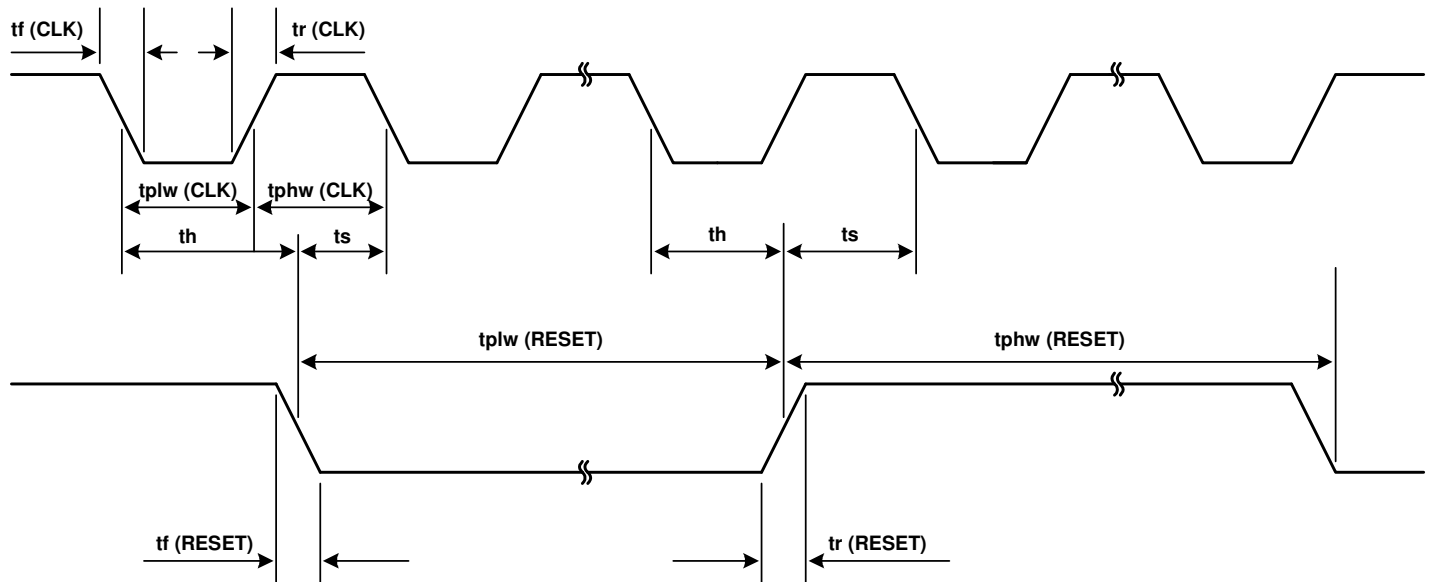 tf (CLK)
tr (CLK)
tplw (CLK)
tphw (CLK)
th
ts
th
ts
tplw (RESET)
tphw (RESET)
tf (RESET)
tr (RESET)